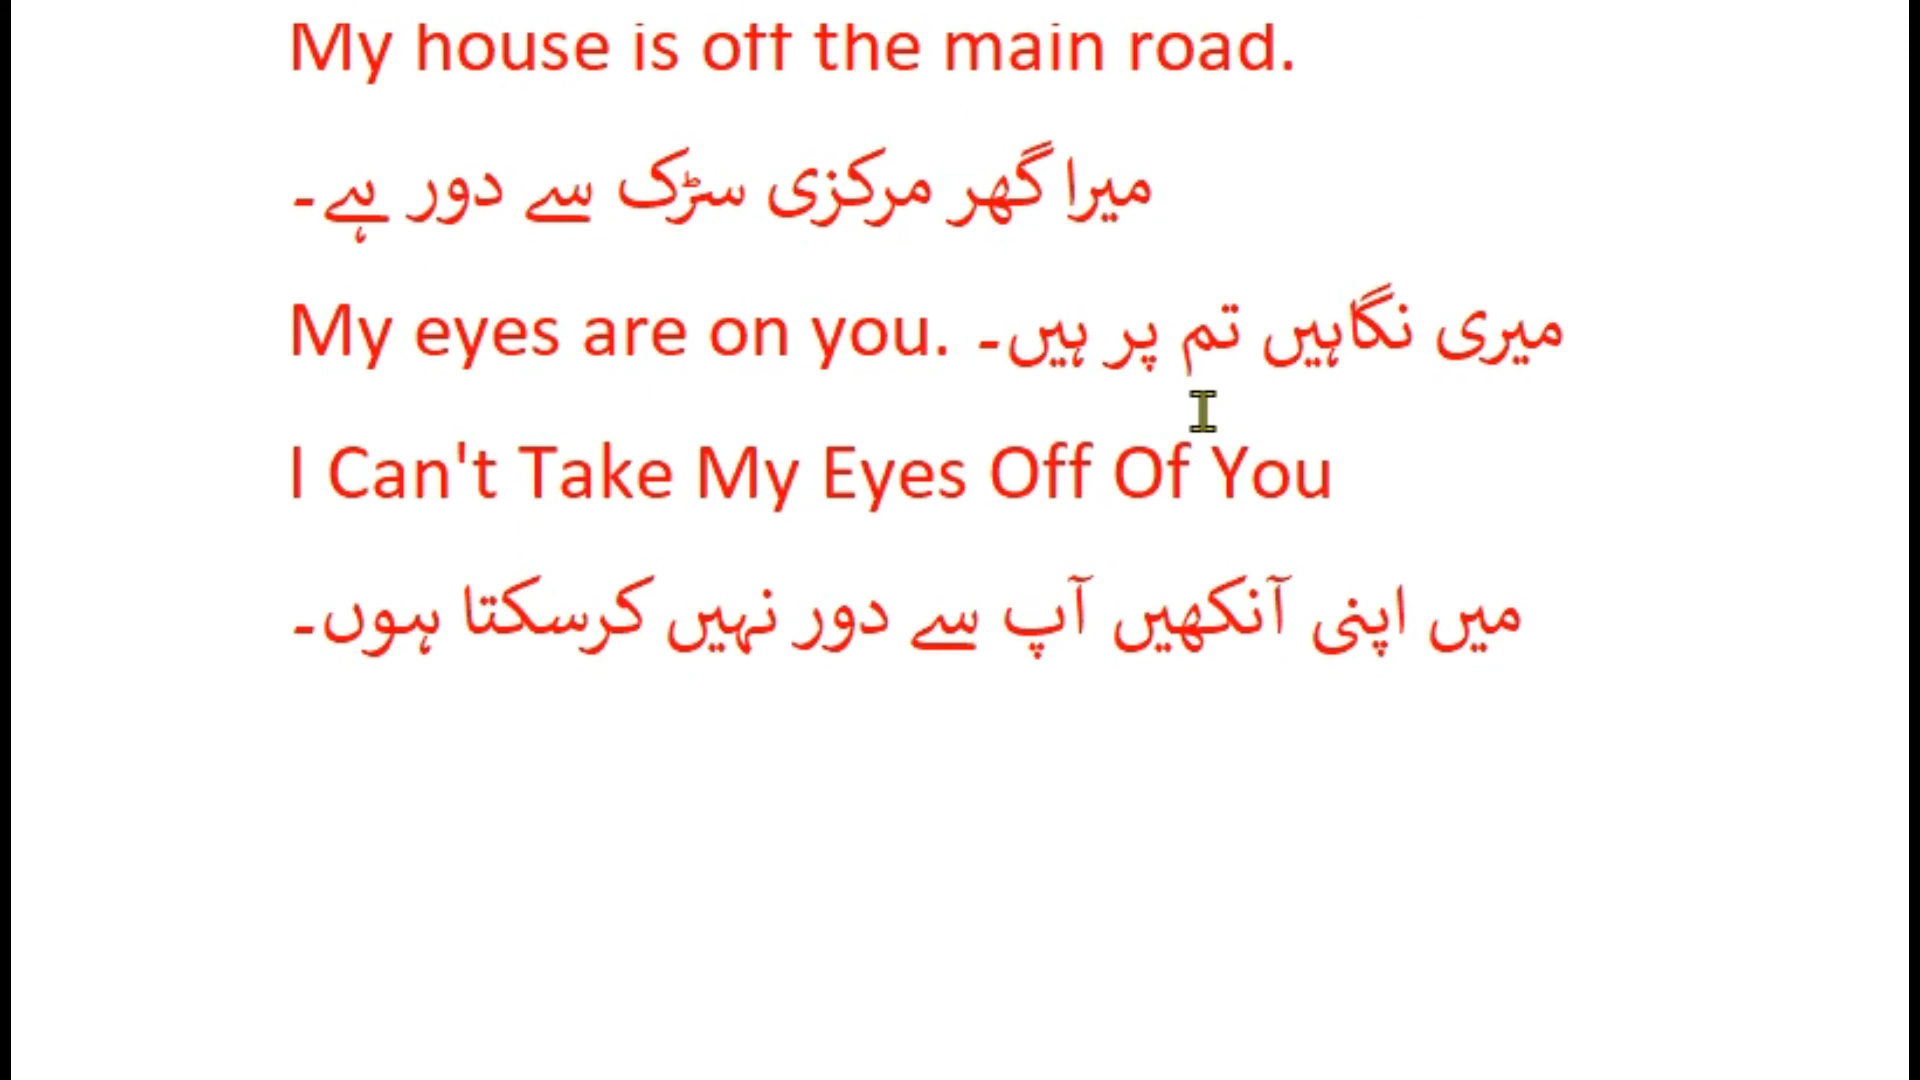 My house is off the main road.
میرا گھر مرکزی سڑک سے دور ہے۔
My eyes are on you. میری نگاہیں تم پر ہیں۔
I Can't Take My Eyes Off Of You
میں اپنی آنکھیں آپ سے دور نہیں کرسکتا ہوں۔